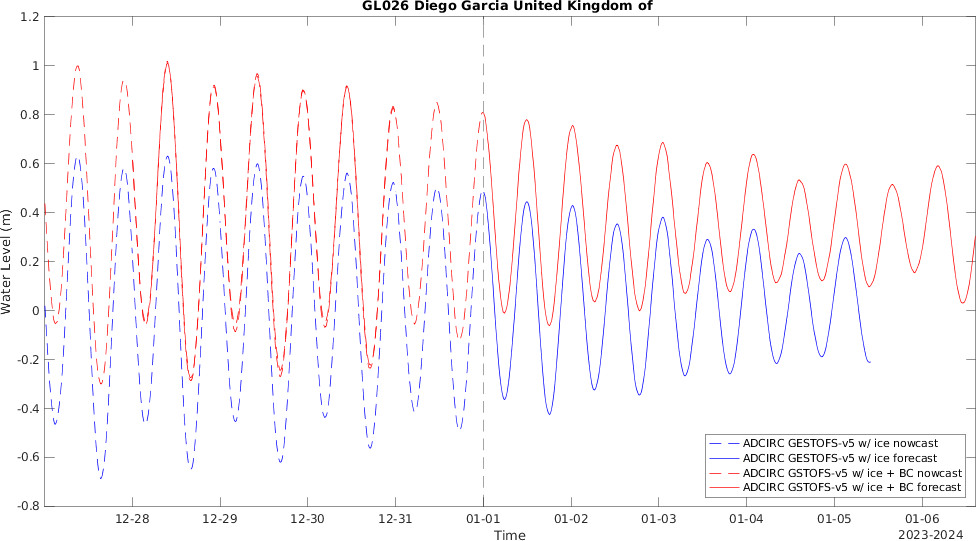 GL026 Diego Garcia United Kingdom of
1.2
1
0.8
0.6
0.4
0.2
0
-0.2
-0.4
-0.6
-0.8
Water Level (m)
ADCIRC GESTOFS-v5 w/ ice nowcast
ADCIRC GESTOFS-v5 w/ ice forecast
ADCIRC GSTOFS-v5 w/ ice + BC nowcast
ADCIRC GSTOFS-v5 w/ ice + BC forecast
12-28 12-29 12-30 12-31 01-01 01-02 01-03 01-04 01-05 01-06
Time
2023-2024